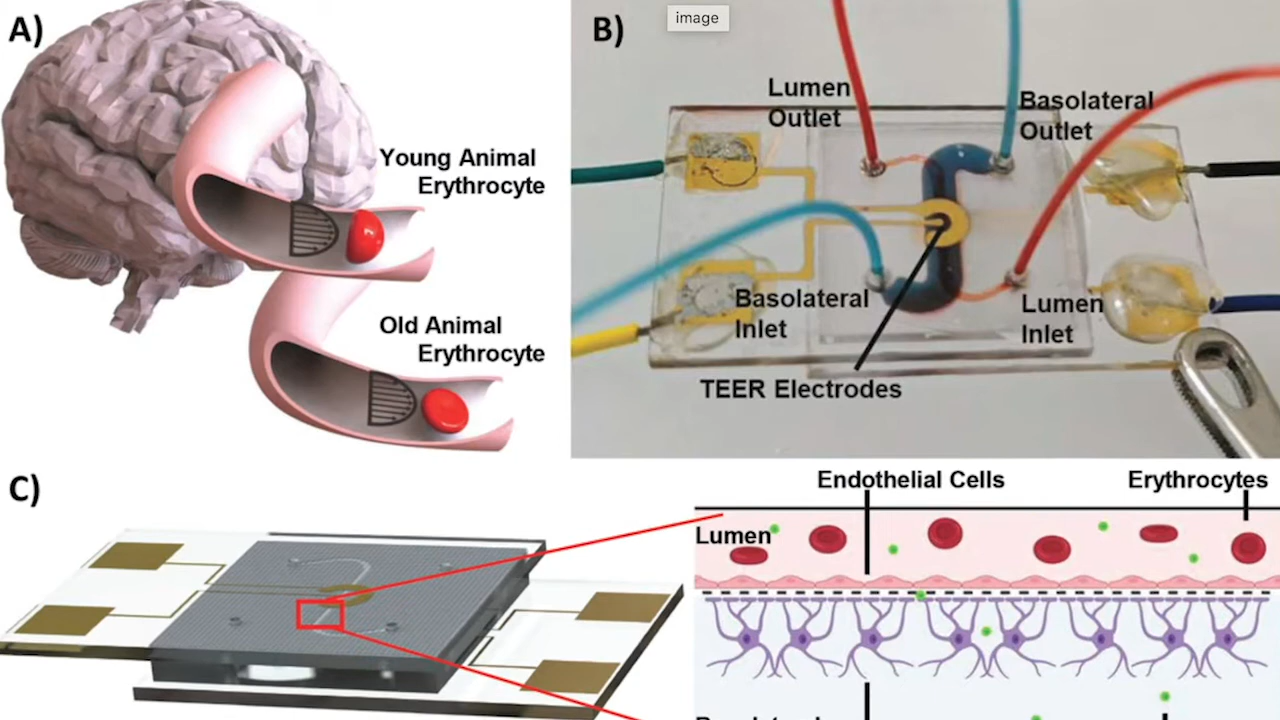 A)
Young Animal
Erythrocyte
Old Animal
Erythrocyte
image
B)
Lumen
Outlet
Basolateral
Outlet
Basolateral
Inlet
Lumen
Inlet
TEER Electrodes
C)
Endothelial Cells
Erythrocytes
Lumen